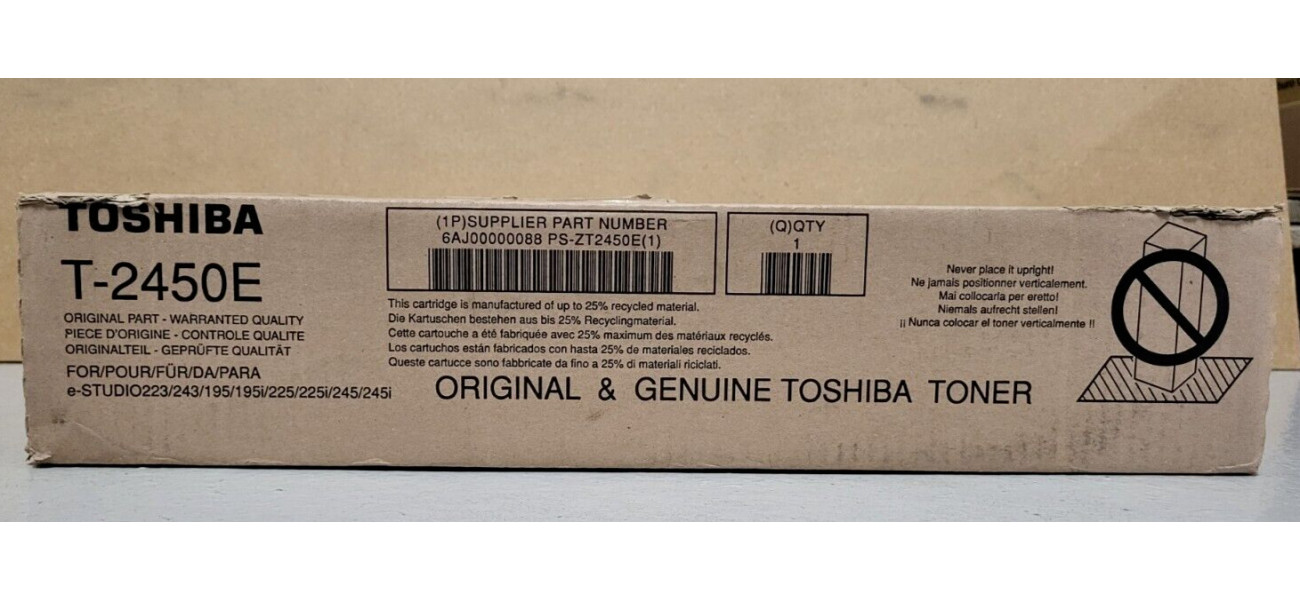 TOSHIBA
T-2450E
ORIGINAL PART - WARRANTED QUALITY
PIECE D'ORIGINE - CONTROLE QUALITE
ORIGINALTEIL - GEPRÜFTE QUALITÄT
FOR/POUR/FÜR/DA/PARA
e-STUDIO223/243/195/195i/225/225i/245/245i
(1P)SUPPLIER PART NUMBER
6AJ00000088 PS-ZT2450E(1)
(Q)QTY
1
This cartridge is manufactured of up to 25% recycled material.
Die Kartuschen bestehen aus bis 25% Recyclingmaterial.
Cette cartouche a été fabriquée avec 25% maximum des matériaux recyclés.
Los cartuchos están fabricados con hasta 25% de materiales reciclados.
Queste cartucce sono fabbricate da fino a 25% di materiali riciclati.
ORIGINAL & GENUINE TOSHIBA TONER
Never place it upright!
Ne jamais positionner verticalement.
Mai collocarla per eretto!
Niemals aufrecht stellen!
¡¡ Nunca colocar el toner verticalmente !!